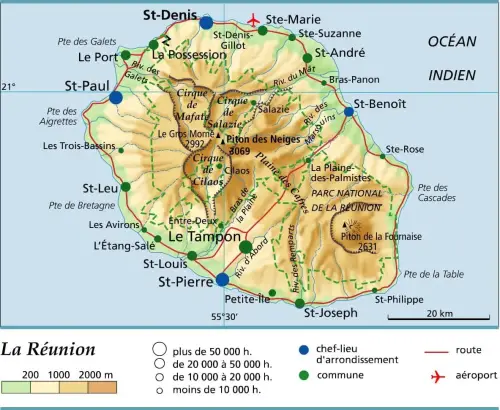 St-Denis
Ste-Marie
Pte des Galets
St-Denis-
Gillot
Ste-Suzanne
OCÉAN
INDIEN
Le Port
La Possession
St-André
Riv. des
Galets
Riv. du Mât
21°
St-Paul
Bras-Panon
Cirque
de
Mafate
Cirque
de
Salazie
Salazie
Riv. des
Marsouins
St-Benoît
Pte des
Aigrettes
Le Gros Morne
2992
Piton des Neiges
3069
Les Trois-Bassins
Ste-Rose
Cirque
de
Cilaos
Cilaos
Plaine des Cafres
La Plaine-
des-Palmistes
St-Leu
PARC NATIONAL
DE LA RÉUNION
Pte des
Cascades
Pte de Bretagne
Bras de
la Plaine
Entre-Deux
Les Avirons
Le Tampon
Piton de la Fournaise
2631
L'Étang-Salé
Riv. d'Abord
Riv. des Remparts
St-Louis
Pte de la Table
St-Pierre
Petite-Île
St-Philippe
St-Joseph
55°30'
20 km
La Réunion
200 1000 2000 m
plus de 50 000 h.
de 20 000 à 50 000 h.
de 10 000 à 20 000 h.
moins de 10 000 h.
chef-lieu
d'arrondissement
commune
route
aéroport